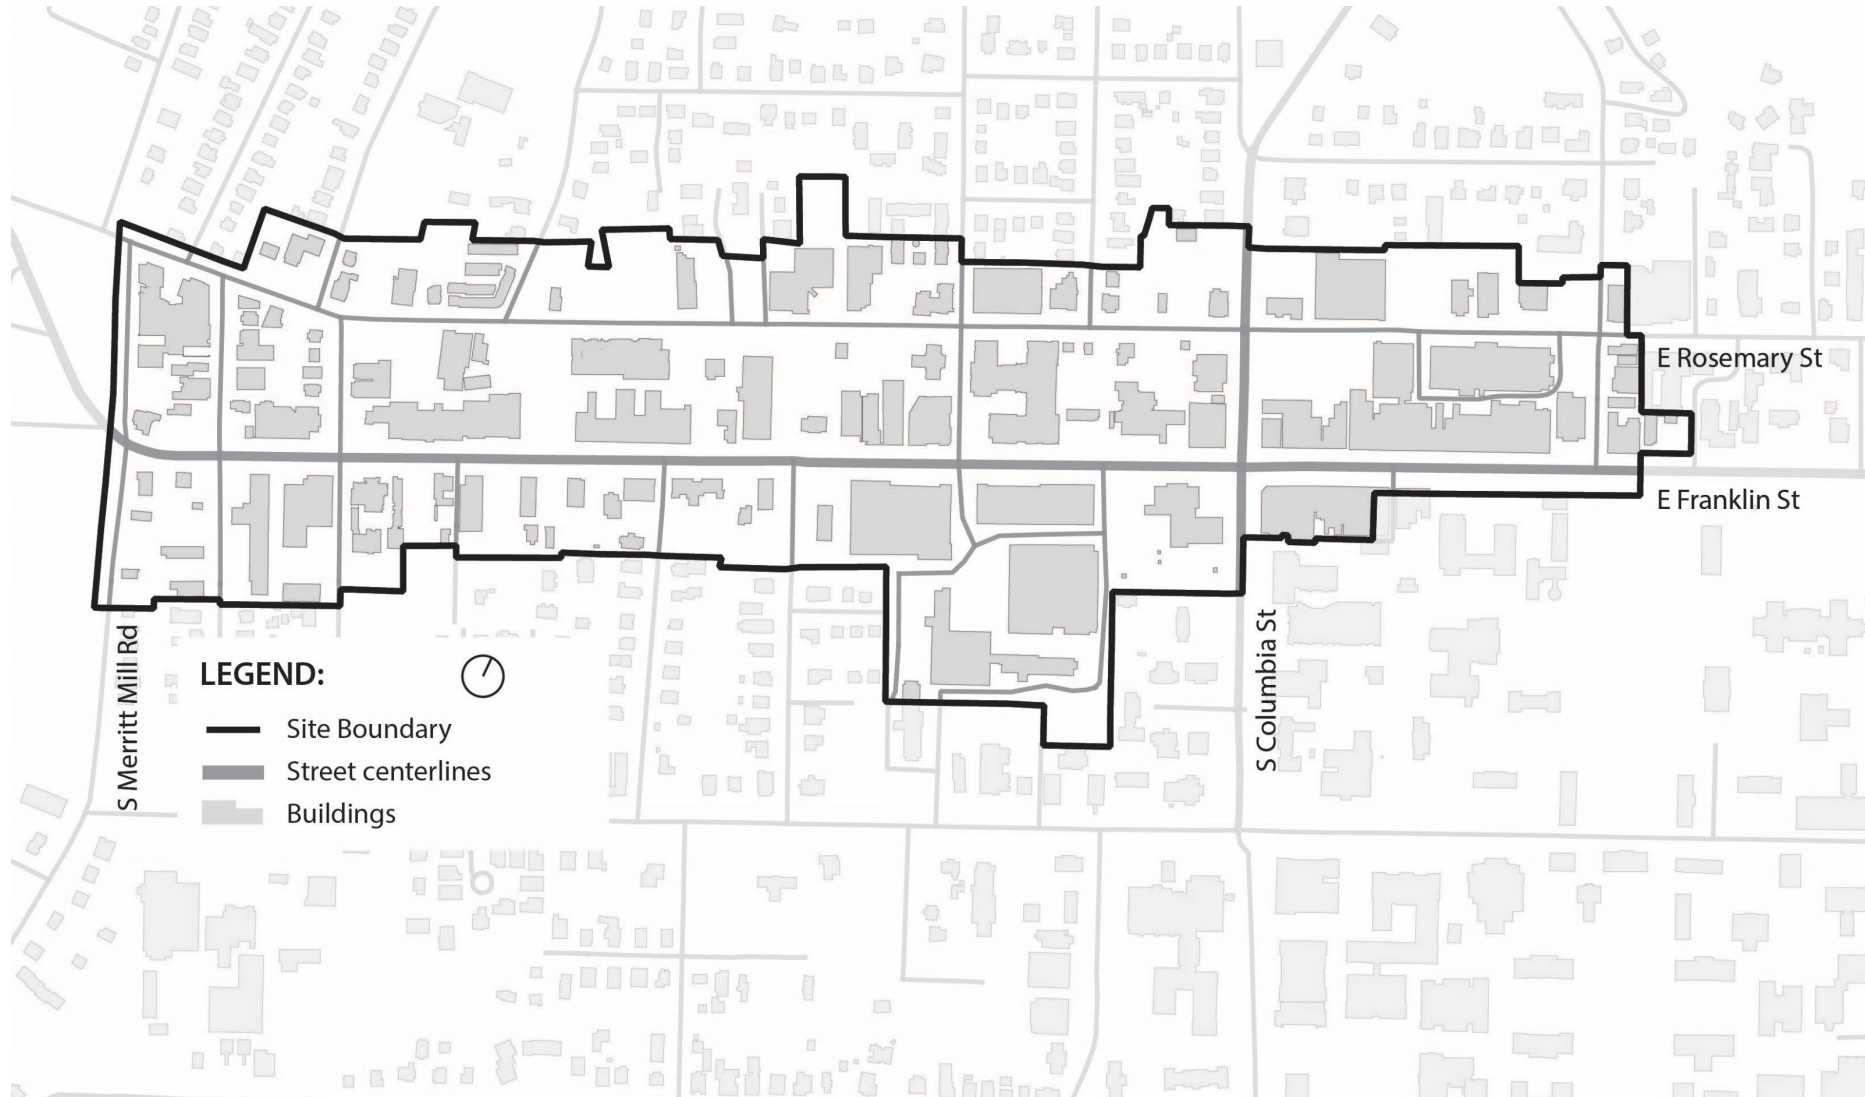 E Rosemary St
E Franklin St
S Merritt Mill Rd
S Columbia St
LEGEND:
Site Boundary
Street centerlines
Buildings